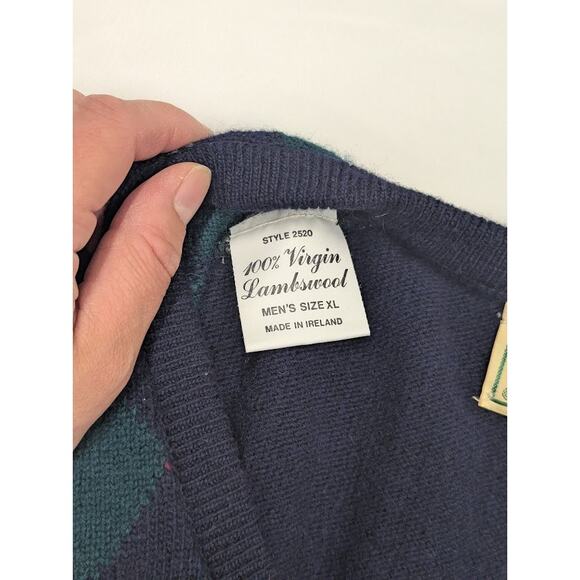 STYLE 2520
100% Virgin
Lambswool
MEN'S SIZE XL
MADE IN IRELAND